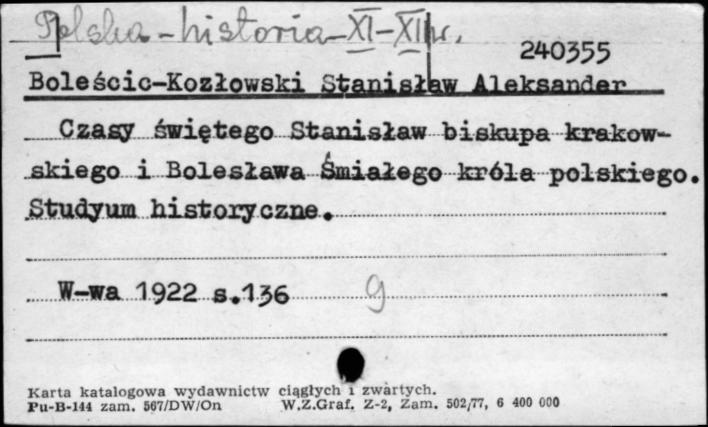 Polska-historia-XI-XII w.
240355
Boleścic-Kozłowski Stanisław Aleksander
Czasy świętego Stanisław biskupa krakow-
skiego i Bolesława Śmiałego króla polskiego.
Studyum historyczne.
W-wa 1922 s.136 9
Karta katalogowa wydawnictw ciągłych i zwartych.
Pu-B-144 zam. 567/DW/On W.Z.Graf. Z-2, Zam. 502/77, 6 400 000